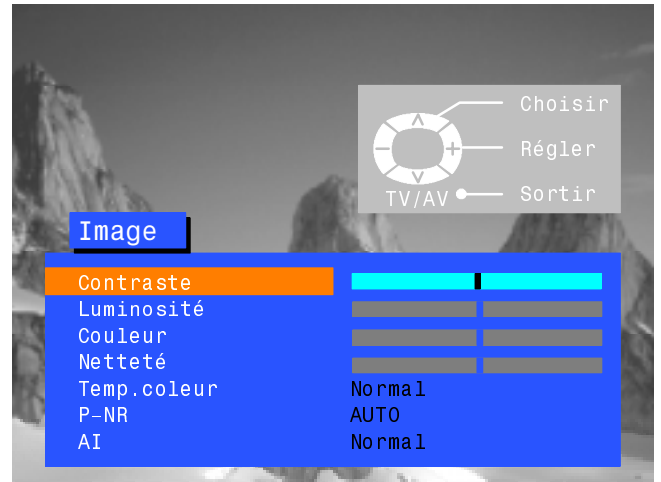 Choisir
Régler
TV/AV Sortir
Image
Contraste
Luminosité
Couleur
Netteté
Temp.coleur Normal
P-NR AUTO
AI Normal